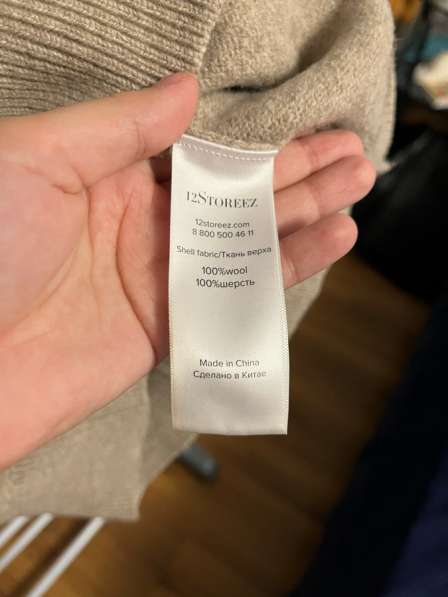 12STOREEZ
12storeez.com
8 800 500 46 11
Shell fabric/Ткань верха
100%wool
100%шерсть
Made in China
Сделано в Китае